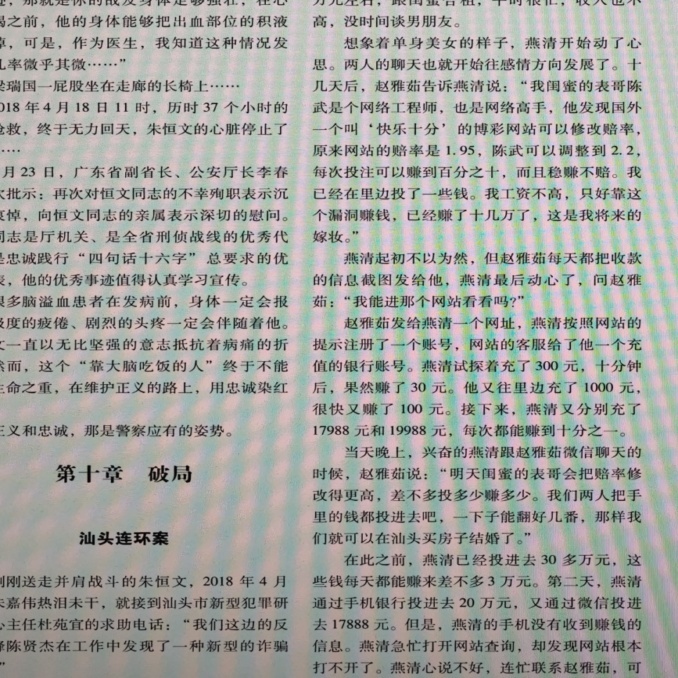 那就是你的战友身体足够强壮，在心
竭之前，他的身体能够把出血部位的积液
掉，可是，作为医生，我知道这种情况发
几率微乎其微……”
梁瑞国一屁股坐在走廊的长椅上……
018 年 4 月 18 日 11 时，历时 37 个小时的
抢救，终于无力回天，朱恒文的心脏停止了
……
月 23 日，广东省副省长、公安厅长李春
次批示：再次对恒文同志的不幸殉职表示沉
哀悼，向恒文同志的亲属表示深切的慰问。
同志是厅机关、是全省刑侦战线的优秀代
是忠诚践行“四句话十六字”总要求的优
表，他的优秀事迹值得认真学习宣传。
很多脑溢血患者在发病前，身体一定会报
极度的疲倦、剧烈的头疼一定会伴随着他。
文一直以无比坚强的意志抵抗着病痛的折
然而，这个“靠大脑吃饭的人”终于不能
生命之重，在维护正义的路上，用忠诚染红
正义和忠诚，那是警察应有的姿势。
第十章 破局
汕头连环案
刚刚送走并肩战斗的朱恒文，2018 年 4 月
朱嘉伟热泪未干，就接到汕头市新型犯罪研
心主任杜苑宜的求助电话：“我们这边的反
锋陈贤杰在工作中发现了一种新型的诈骗
”
万元左右，跟闺蜜合租，平时很忙，收入也不
高，没时间谈男朋友。
想象着单身美女的样子，燕清开始动了心
思。两人的聊天也就开始往感情方向发展了。十
几天后，赵雅茹告诉燕清说：“我闺蜜的表哥陈
武是个网络工程师，也是网络高手，他发现国外
一个叫‘快乐十分’的博彩网站可以修改赔率，
原来网站的赔率是 1.95，陈武可以调整到 2.2，
每次投注可以赚到百分之十，而且稳赚不赔。我
已经在里边投了一些钱。我工资不高，只好靠这
个漏洞赚钱，已经赚了十几万了，这是我将来的
嫁妆。”
燕清起初不以为然，但赵雅茹每天都把收款
的信息截图发给他，燕清最后动心了，问赵雅
茹：“我能进那个网站看看吗？”
赵雅茹发给燕清一个网址，燕清按照网站的
提示注册了一个账号，网站的客服给了他一个充
值的银行账号。燕清试探着充了 300 元，十分钟
后，果然赚了 30 元。他又往里边充了 1000 元，
很快又赚了 100 元。接下来，燕清又分别充了
17988 元和 19988 元，每次都能赚到十分之一。
当天晚上，兴奋的燕清跟赵雅茹微信聊天的
时候，赵雅茹说：“明天闺蜜的表哥会把赔率修
改得更高，差不多投多少赚多少。我们两人把手
里的钱都投进去吧，一下子能翻好几番，那样我
们就可以在汕头买房子结婚了。”
在此之前，燕清已经投进去 30 多万元，这
些钱每天都能赚来差不多 3 万元。第二天，燕清
通过手机银行投进去 20 万元，又通过微信投进
去 17888 元。但是，燕清的手机没有收到赚钱的
信息。燕清急忙打开网站查询，却发现网站根本
打不开了。燕清心说不好，连忙联系赵雅茹，可